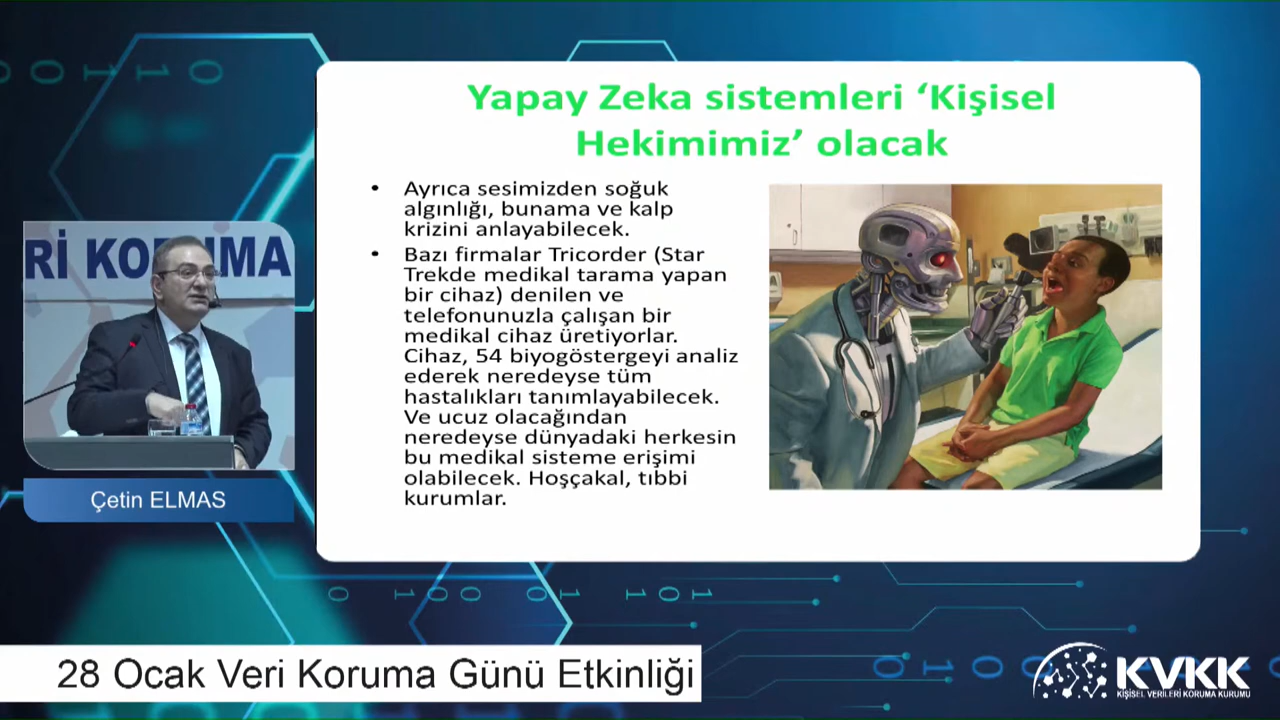 Yapay Zeka sistemleri ‘Kişisel
Hekimimiz’ olacak
• Ayrıca sesimizden soğuk
algınlığı, bunama ve kalp
krizini anlayabilecek.
• Bazı firmalar Tricorder (Star
Trekde medikal tarama yapan
bir cihaz) denilen ve
telefonunuzla çalışan bir
medikal cihaz üretiyorlar.
Cihaz, 54 biyogöstergeyi analiz
ederek neredeyse tüm
hastalıkları tanımlayabilecek.
Ve ucuz olacağından
neredeyse dünyadaki herkesin
bu medikal sisteme erişimi
olabilecek. Hoşçakal, tıbbi
kurumlar.
Çetin ELMAS
28 Ocak Veri Koruma Günü Etkinliği
KVKK
KİŞİSEL VERİLERİ KORUMA KURUMU